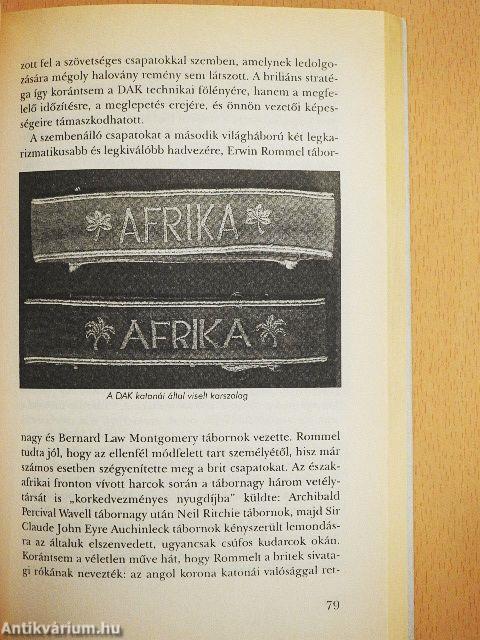 zott fel a szövetséges csapatokkal szemben, amelynek ledolgo-
zására mégoly halovány remény sem látszott. A briliáns straté-
ga így korántsem a DAK technikai fölényére, hanem a megfe-
lelő időzítésre, a meglepetés erejére, és önnön vezetői képes-
ségeire támaszkodhatott.
A szembenálló csapatokat a második világháború két legka-
rizmatikusabb és legkiválóbb hadvezére, Erwin Rommel tábor-
AFRIKA
AFRIKA
A DAK katonái által viselt karszalag
nagy és Bernard Law Montgomery tábornok vezette. Rommel
tudta jól, hogy az ellenfél módfelett tart személyétől, hisz már
számos esetben szégyenítette meg a brit csapatokat. Az észak-
afrikai fronton vívott harcok során a tábornagy három vetély-
társát is „korkedvezményes nyugdíjba" küldte: Archibald
Percival Wavell tábornagy után Neil Ritchie tábornok, majd Sir
Claude John Eyre Auchinleck tábornok kényszerült lemondás-
ra az általuk elszenvedett, ugyancsak csúfos kudarcok okán.
Korántsem a véletlen műve hát, hogy Rommelt a britek sivata-
gi rókának nevezték: az angol korona katonái valósággal ret-
79
Antikvárium.hu